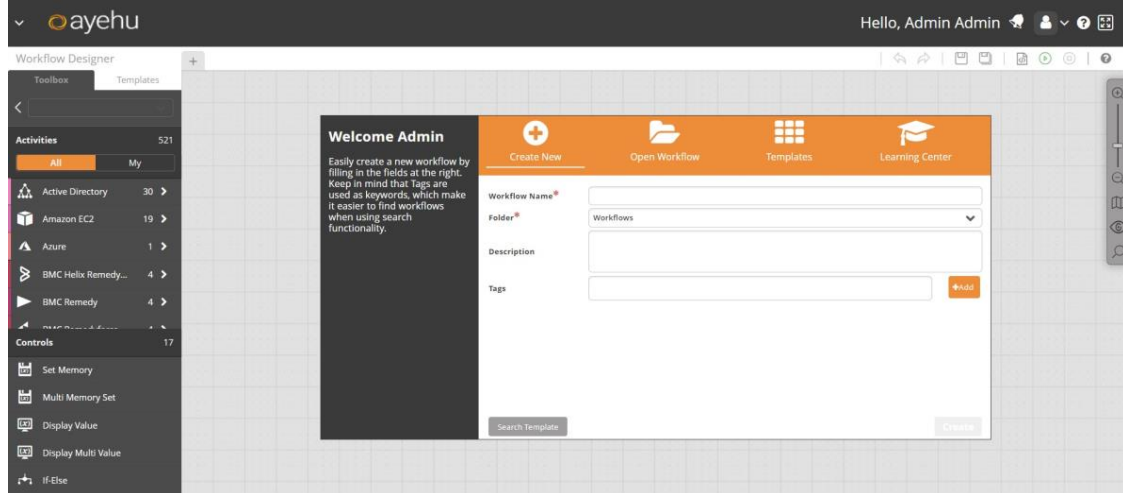 ayehu
Hello, Admin Admin
Workflow Designer
Toolbox
Templates
Activities 521
All
My
Active Directory 30
Amazon EC2 19
Azure 1
BMC Helix Remedy... 4
BMC Remedy 4
Controls 17
Set Memory
Multi Memory Set
Display Value
Display Multi Value
If-Else
Welcome Admin
Easily create a new workflow by
filling in the fields at the right.
Keep in mind that Tags are
used as keywords, which make
it easier to find workflows
when using search
functionality.
Create New
Open Workflow
Templates
Learning Center
Workflow Name*
Folder*
Workflows
Description
Tags
+Add
Search Template
Create